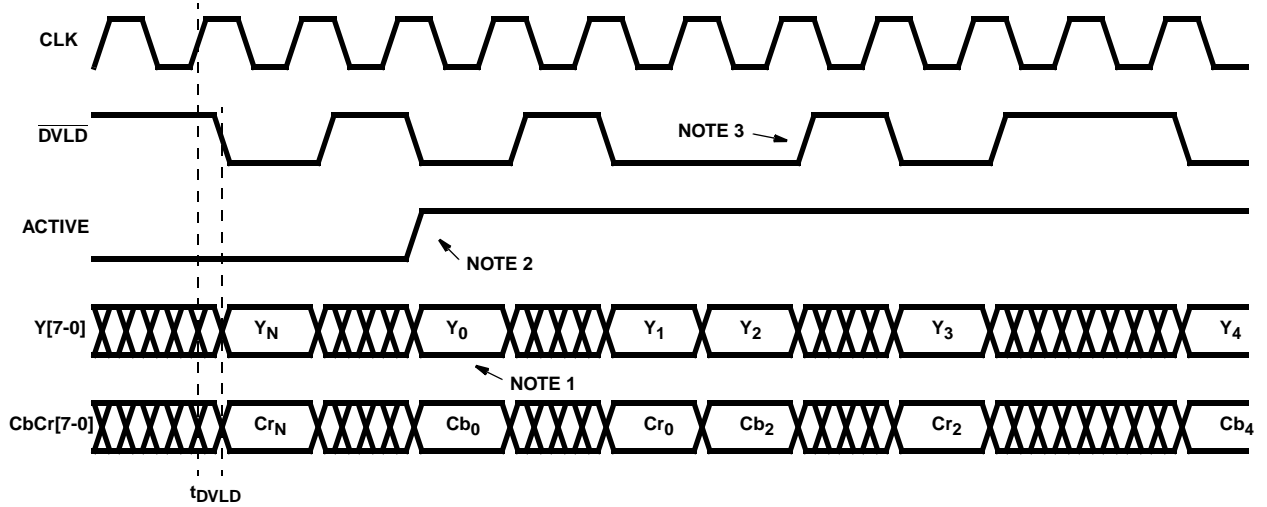 CLK
DVLD
NOTE 3
ACTIVE
NOTE 2
Y[7-0] YN Y0 Y1 Y2 Y3 Y4
NOTE 1
CbCr[7-0] CrN Cb0 Cr0 Cb2 Cr2 Cb4
tDVLD